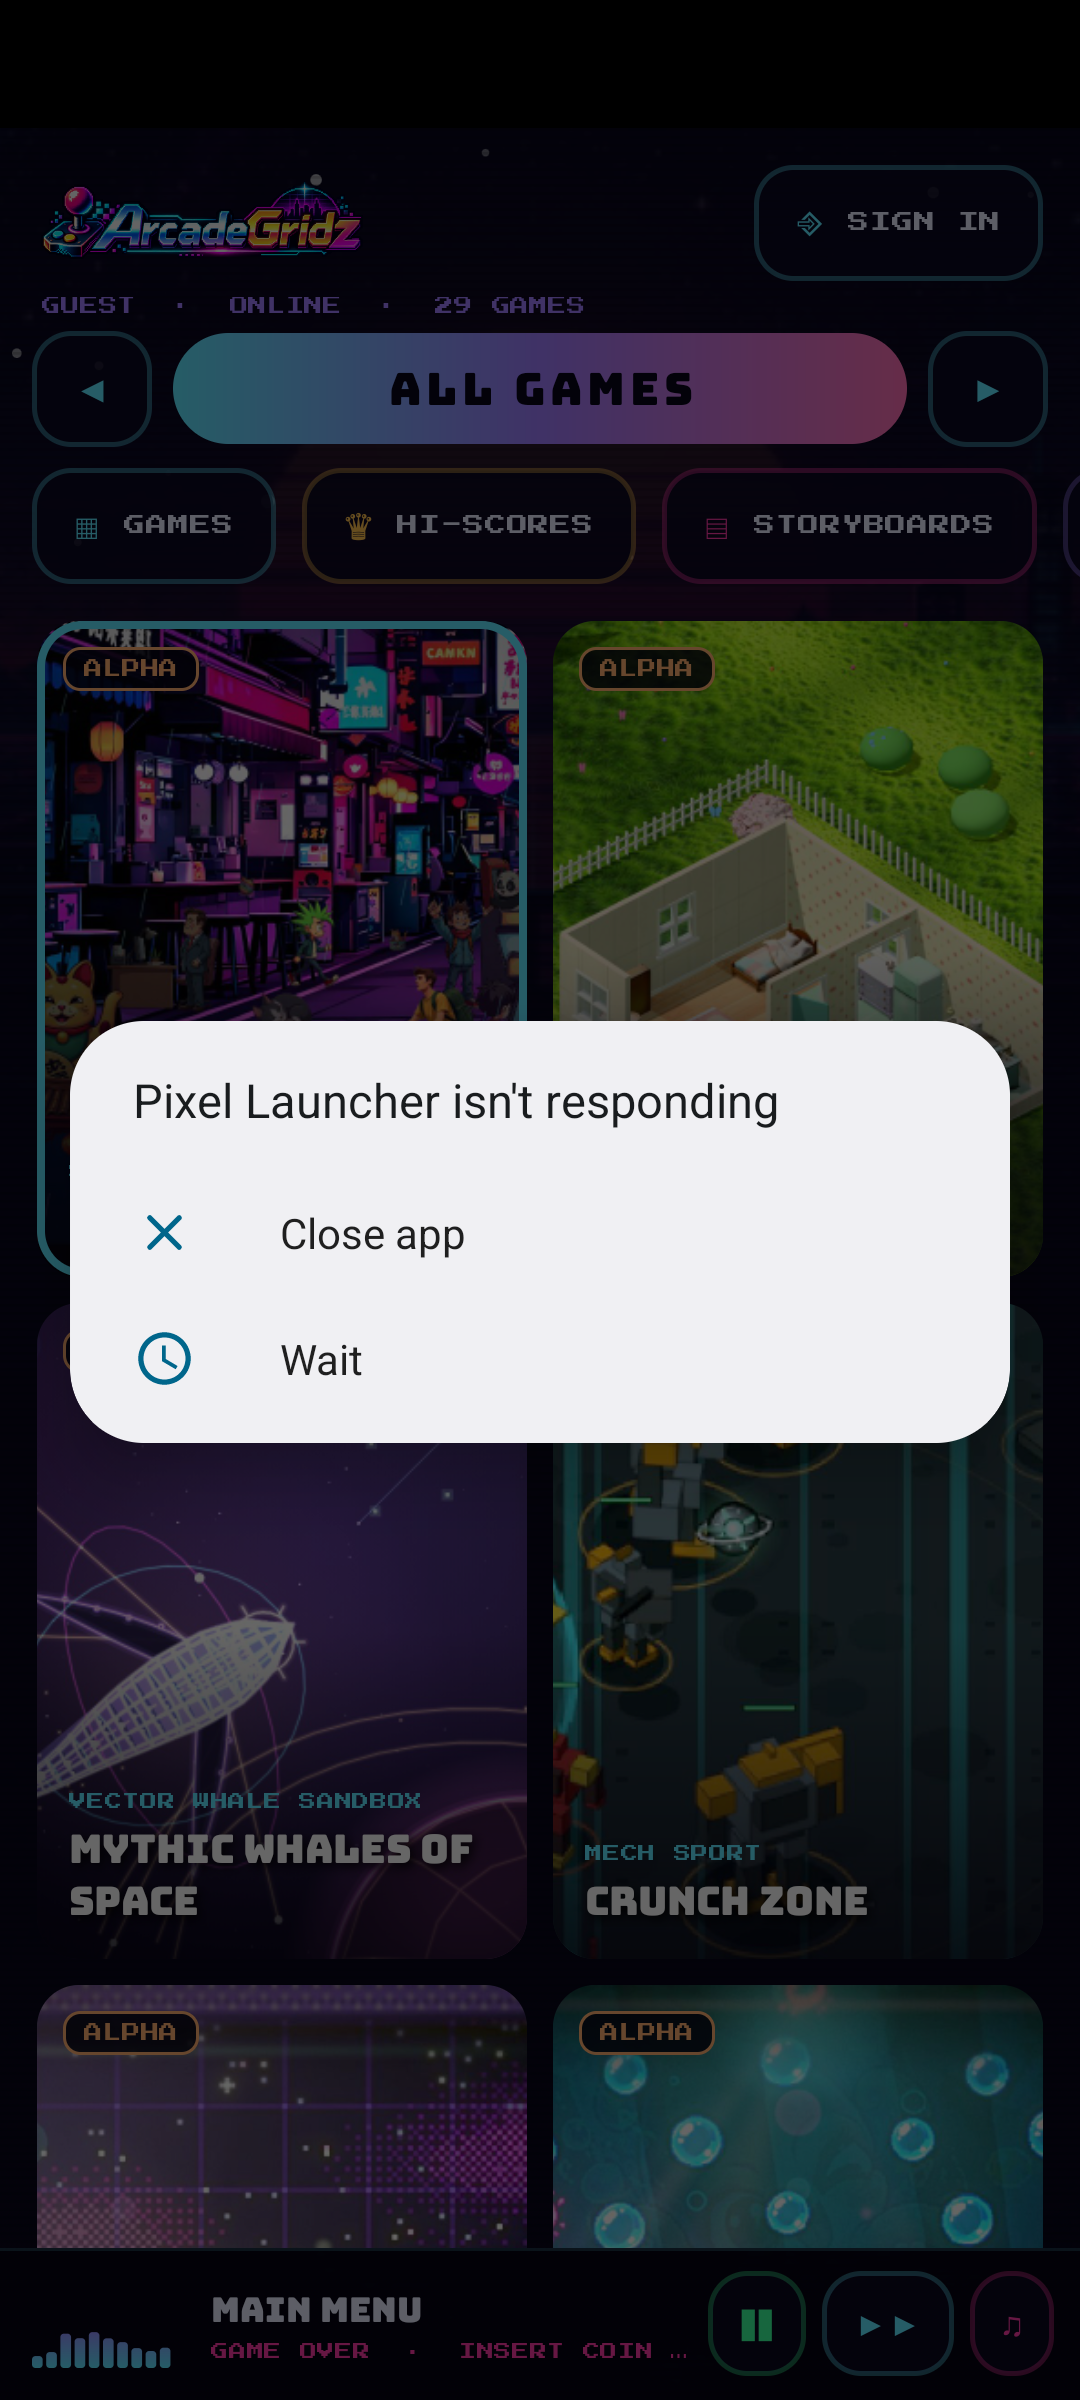 ArcadeGridz
SIGN IN
GUEST · ONLINE · 29 GAMES
ALL GAMES
GAMES
HI-SCORES
STORYBOARDS
ALPHA
CANKN
ALPHA
Pixel Launcher isn't responding
Close app
Wait
VECTOR WHALE SANDBOX
MYTHIC WHALES OF
SPACE
MECH SPORT
CRUNCH ZONE
ALPHA
ALPHA
MAIN MENU
GAME OVER · INSERT COIN …